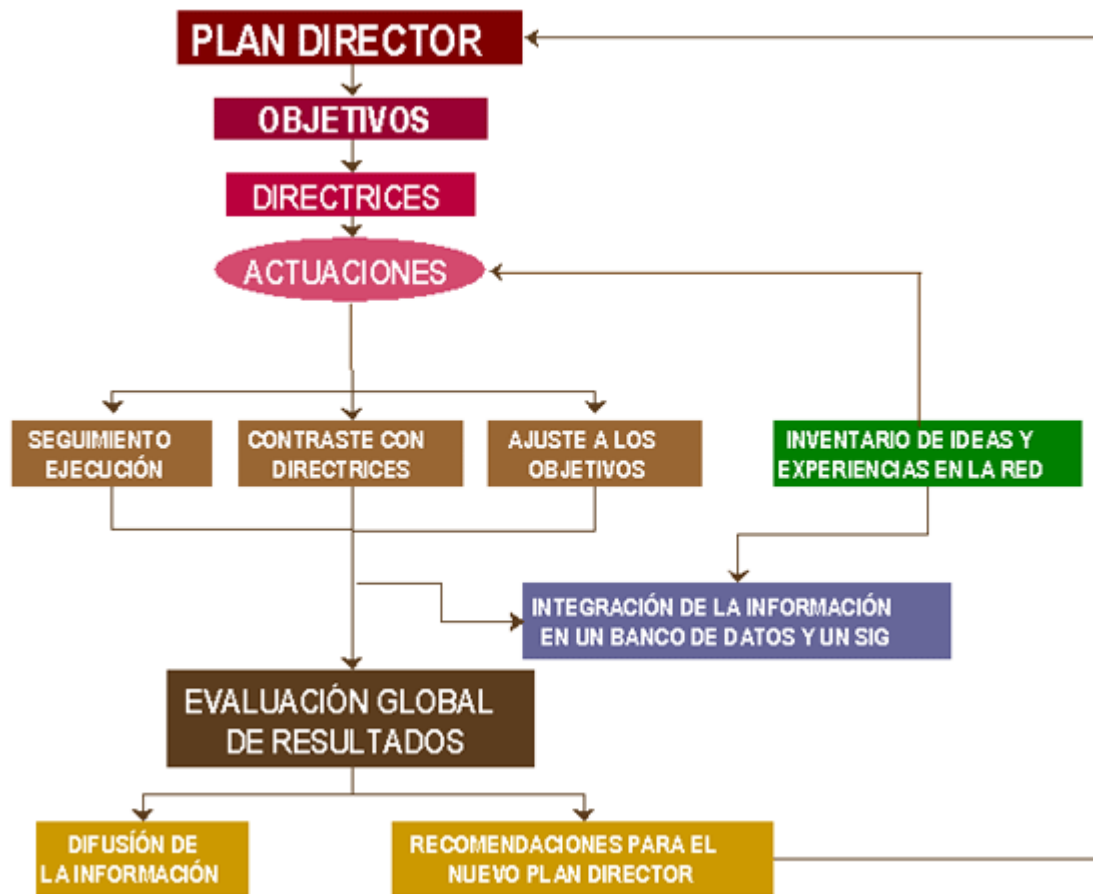 PLAN DIRECTOR
OBJETIVOS
DIRECTRICES
ACTUACIONES
SEGUIMIENTO
EJECUCIÓN
CONTRASTE CON
DIRECTRICES
AJUSTE A LOS
OBJETIVOS
INVENTARIO DE IDEAS Y
EXPERIENCIAS EN LA RED
INTEGRACIÓN DE LA INFORMACIÓN
EN UN BANCO DE DATOS Y UN SIG
EVALUACIÓN GLOBAL
DE RESULTADOS
DIFUSÍÓN DE
LA INFORMACIÓN
RECOMENDACIONES PARA EL
NUEVO PLAN DIRECTOR